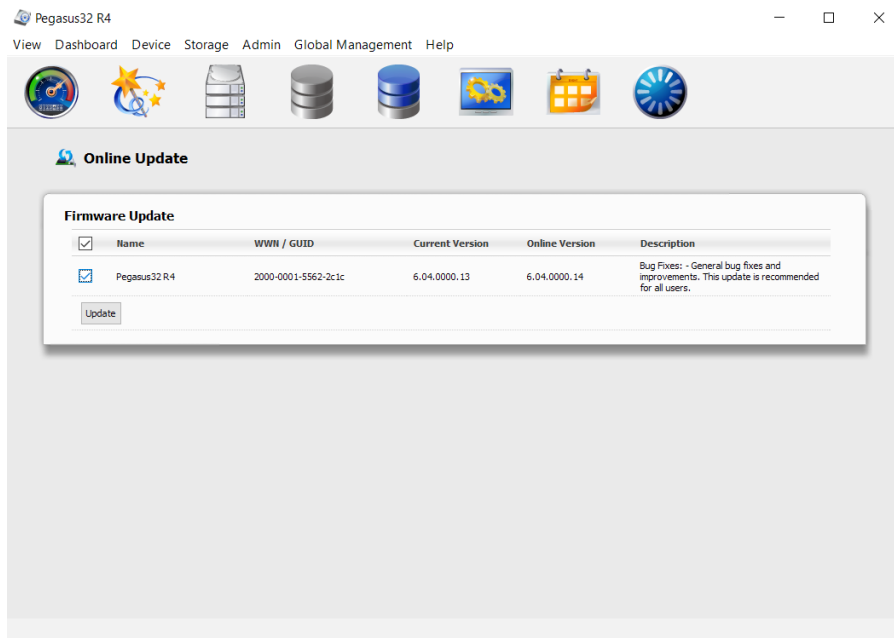 Pegasus32 R4
View Dashboard Device Storage Admin Global Management Help
Online Update
Firmware Update
Name WWN / GUID Current Version Online Version Description
Pegasus32 R4 2000-0001-5562-2c1c 6.04.0000.13 6.04.0000.14 Bug Fixes: - General bug fixes and
improvements. This update is recommended
for all users.
Update